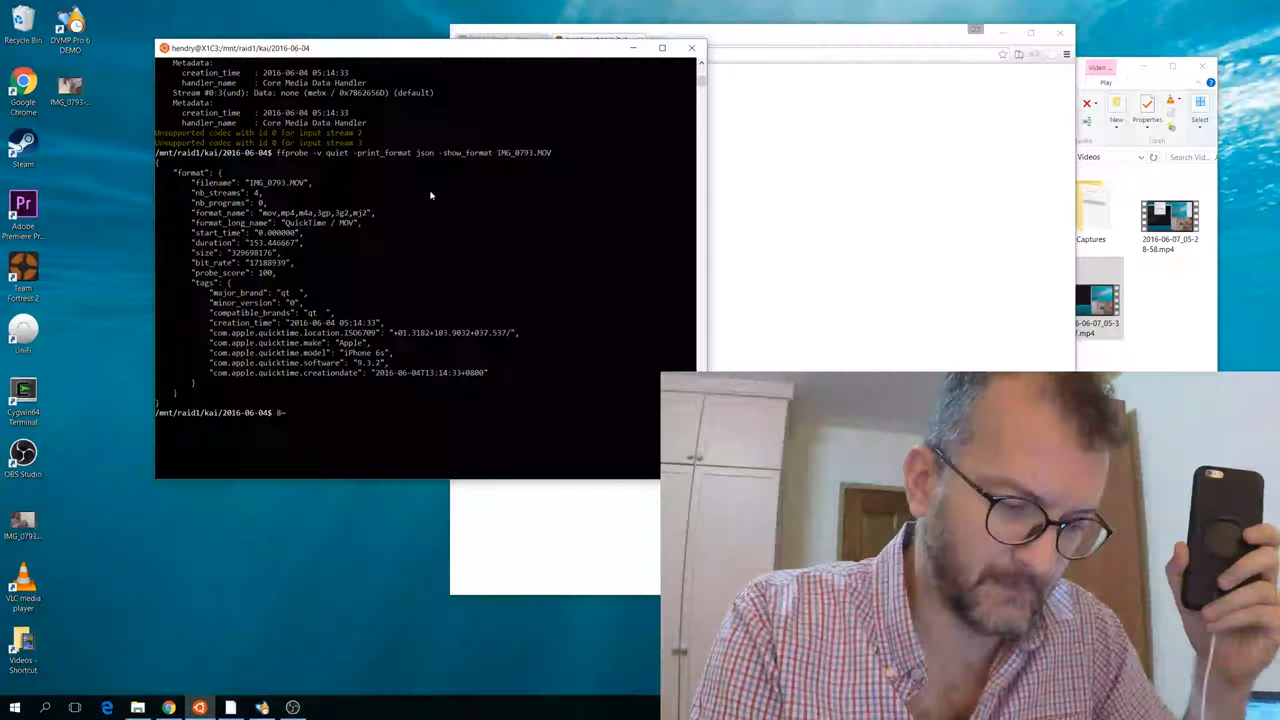 Recycle Bin
DVMP Pro 6
DEMO
Google
Chrome
IMG_0793-...
Steam
Adobe
Premiere Pr...
Team
Fortress 2
UniFi
Cygwin64
Terminal
OBS Studio
IMG_0793...
VLC media
player
Videos -
Shortcut
hendry@X1C3:/mnt/raid1/kai/2016-06-04
Metadata:
creation_time : 2016-06-04 05:14:33
handler_name : Core Media Data Handler
Stream #0:3(und): Data: none (mebx / 0x7862656D) (default)
Metadata:
creation_time : 2016-06-04 05:14:33
handler_name : Core Media Data Handler
Unsupported codec with id 0 for input stream 2
Unsupported codec with id 0 for input stream 3
/mnt/raid1/kai/2016-06-04$ ffprobe -v quiet -print_format json -show_format IMG_0793.MOV
{
"format": {
"filename": "IMG_0793.MOV",
"nb_streams": 4,
"nb_programs": 0,
"format_name": "mov,mp4,m4a,3gp,3g2,mj2",
"format_long_name": "QuickTime / MOV",
"start_time": "0.000000",
"duration": "153.446667",
"size": "329698176",
"bit_rate": "17188939",
"probe_score": 100,
"tags": {
"major_brand": "qt  ",
"minor_version": "0",
"compatible_brands": "qt  ",
"creation_time": "2016-06-04 05:14:33",
"com.apple.quicktime.location.ISO6709": "+01.3182+103.9032+037.537/",
"com.apple.quicktime.make": "Apple",
"com.apple.quicktime.model": "iPhone 6s",
"com.apple.quicktime.software": "9.3.2",
"com.apple.quicktime.creationdate": "2016-06-04T13:14:33+0800"
}
}
}
/mnt/raid1/kai/2016-06-04$ 8~
Video ...
Play
New
Properties
Select
Open
Videos
Search Vid...
Captures
2016-06-07_05-2
8-58.mp4
6-06-07_05-3
.mp4